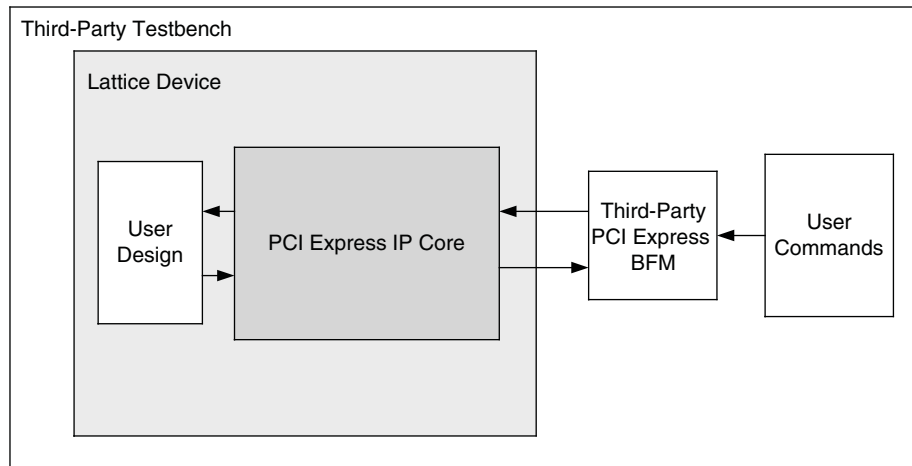 Third-Party Testbench
Lattice Device
User
Design
PCI Express IP Core
Third-Party
PCI Express
BFM
User
Commands